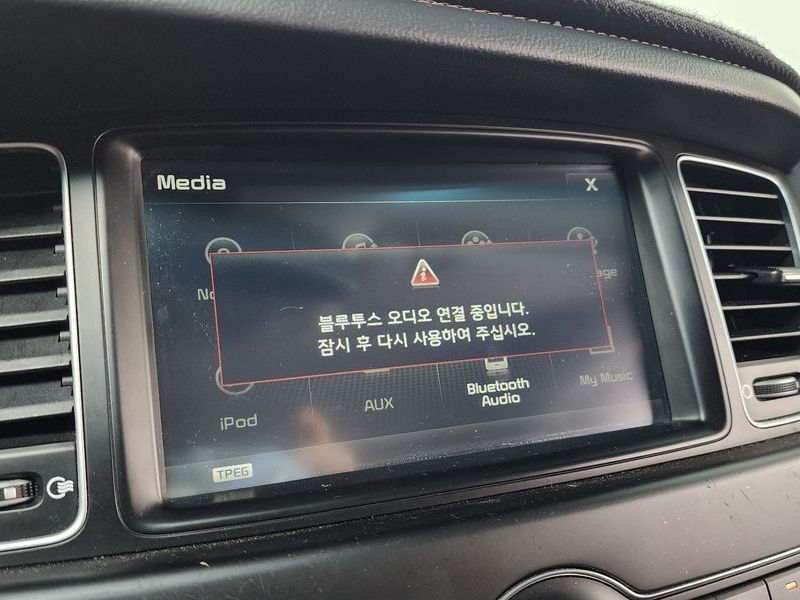 Media
X
블루투스 오디오 연결 중입니다.
잠시 후 다시 사용하여 주십시오.
iPod
AUX
Bluetooth
Audio
My Music
TPEG